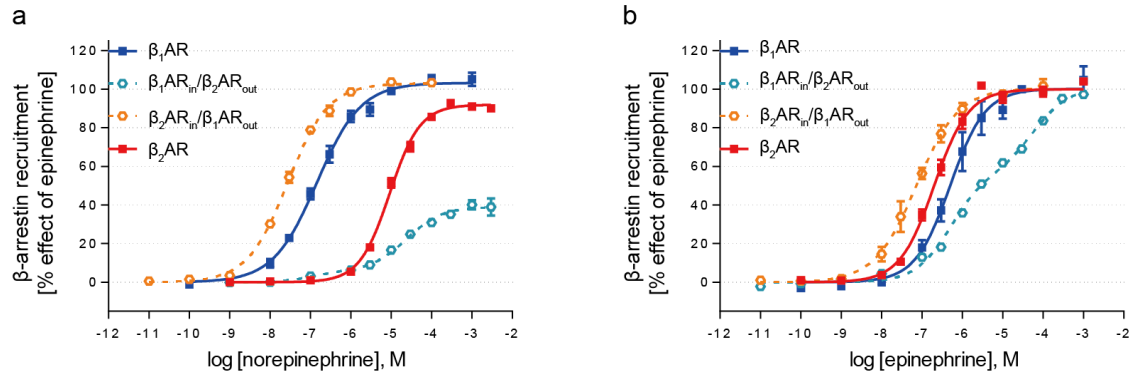 a
β₁AR
β₁ARᵢₙ/β₂ARₒᵤₜ
β₂ARᵢₙ/β₁ARₒᵤₜ
β₂AR
β-arrestin recruitment
[% effect of epinephrine]
120
100
80
60
40
20
0
-12 -11 -10 -9 -8 -7 -6 -5 -4 -3 -2
log [norepinephrine], M
b
β₁AR
β₁ARᵢₙ/β₂ARₒᵤₜ
β₂ARᵢₙ/β₁ARₒᵤₜ
β₂AR
β-arrestin recruitment
[% effect of epinephrine]
120
100
80
60
40
20
0
-12 -11 -10 -9 -8 -7 -6 -5 -4 -3 -2
log [epinephrine], M